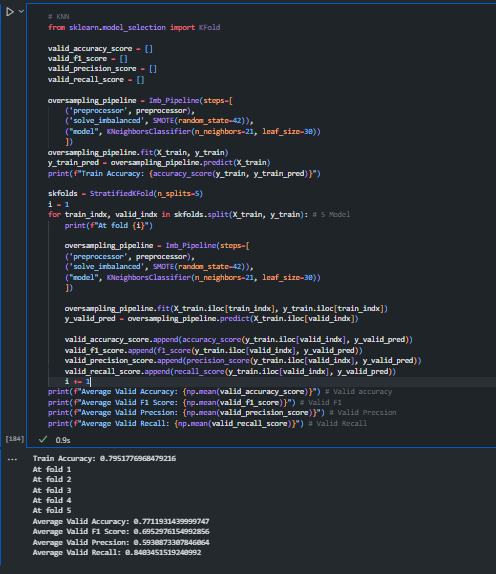 # KNN
from sklearn.model_selection import KFold
valid_accuracy_score = []
valid_f1_score = []
valid_precision_score = []
valid_recall_score = []
oversampling_pipeline = Imb_Pipeline(steps=[
('preprocessor', preprocessor),
('solve_imbalanced', SMOTE(random_state=42)),
("model", KNeighborsClassifier(n_neighbors=21, leaf_size=30))
])
oversampling_pipeline.fit(X_train, y_train)
y_train_pred = oversampling_pipeline.predict(X_train)
print(f"Train Accuracy: {accuracy_score(y_train, y_train_pred)}")
skfolds = StratifiedKFold(n_splits=5)
i = 1
for train_indx, valid_indx in skfolds.split(X_train, y_train): # 5 Model
print(f"At fold {i}")
oversampling_pipeline = Imb_Pipeline(steps=[
('preprocessor', preprocessor),
('solve_imbalanced', SMOTE(random_state=42)),
("model", KNeighborsClassifier(n_neighbors=21, leaf_size=30))
])
oversampling_pipeline.fit(X_train.iloc[train_indx], y_train.iloc[train_indx])
y_valid_pred = oversampling_pipeline.predict(X_train.iloc[valid_indx])
valid_accuracy_score.append(accuracy_score(y_train.iloc[valid_indx], y_valid_pred))
valid_f1_score.append(f1_score(y_train.iloc[valid_indx], y_valid_pred))
valid_precision_score.append(precision_score(y_train.iloc[valid_indx], y_valid_pred))
valid_recall_score.append(recall_score(y_train.iloc[valid_indx], y_valid_pred))
i += 1
print(f"Average Valid Accuracy: {np.mean(valid_accuracy_score)}") # Valid accuracy
print(f"Average Valid F1 Score: {np.mean(valid_f1_score)}") # Valid F1
print(f"Average Valid Precsion: {np.mean(valid_precision_score)}") # Valid Precsion
print(f"Average Valid Recall: {np.mean(valid_recall_score)}") # Valid Recall
[184] 0.9s
... Train Accuracy: 0.7951776968479216
At fold 1
At fold 2
At fold 3
At fold 4
At fold 5
Average Valid Accuracy: 0.7711931439999747
Average Valid F1 Score: 0.6952976154992856
Average Valid Precsion: 0.5930873307846064
Average Valid Recall: 0.8403451519240992